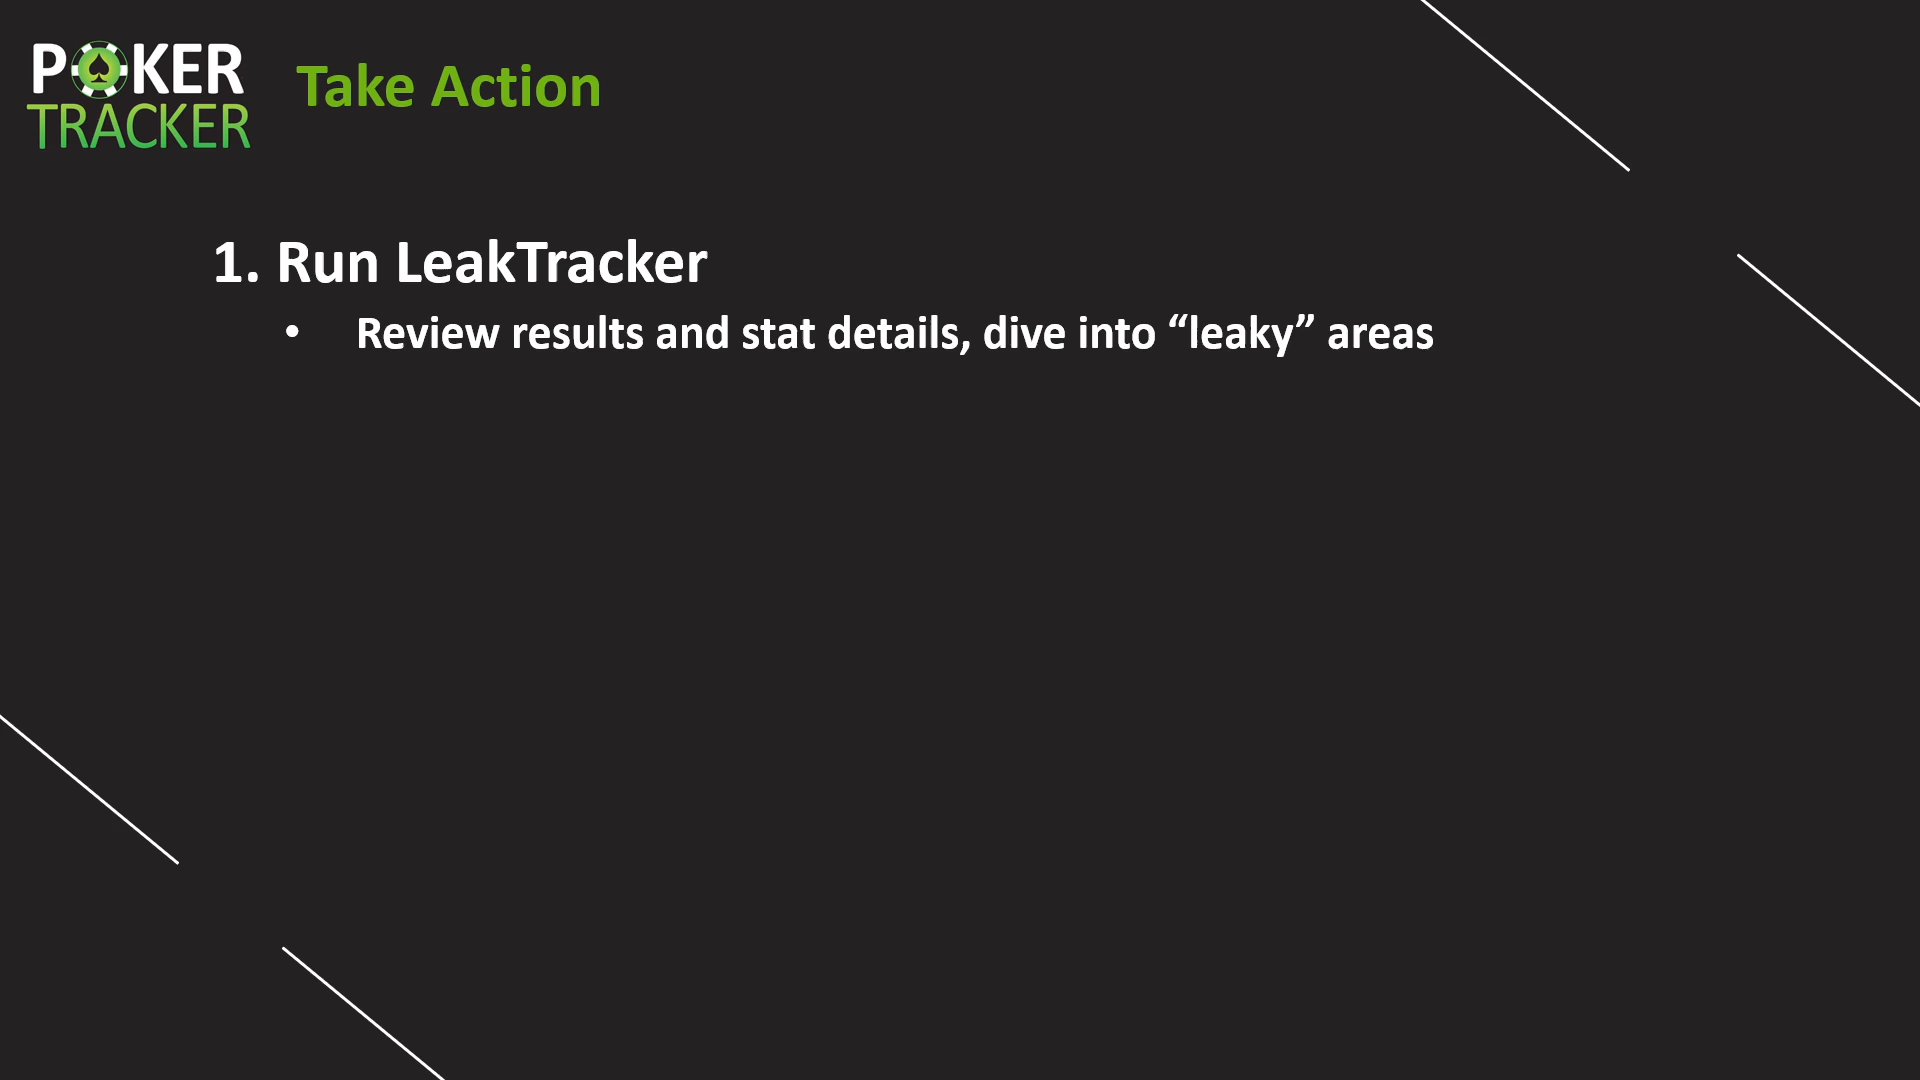 POKER
TRACKER
Take Action
1. Run LeakTracker
• Review results and stat details, dive into “leaky” areas